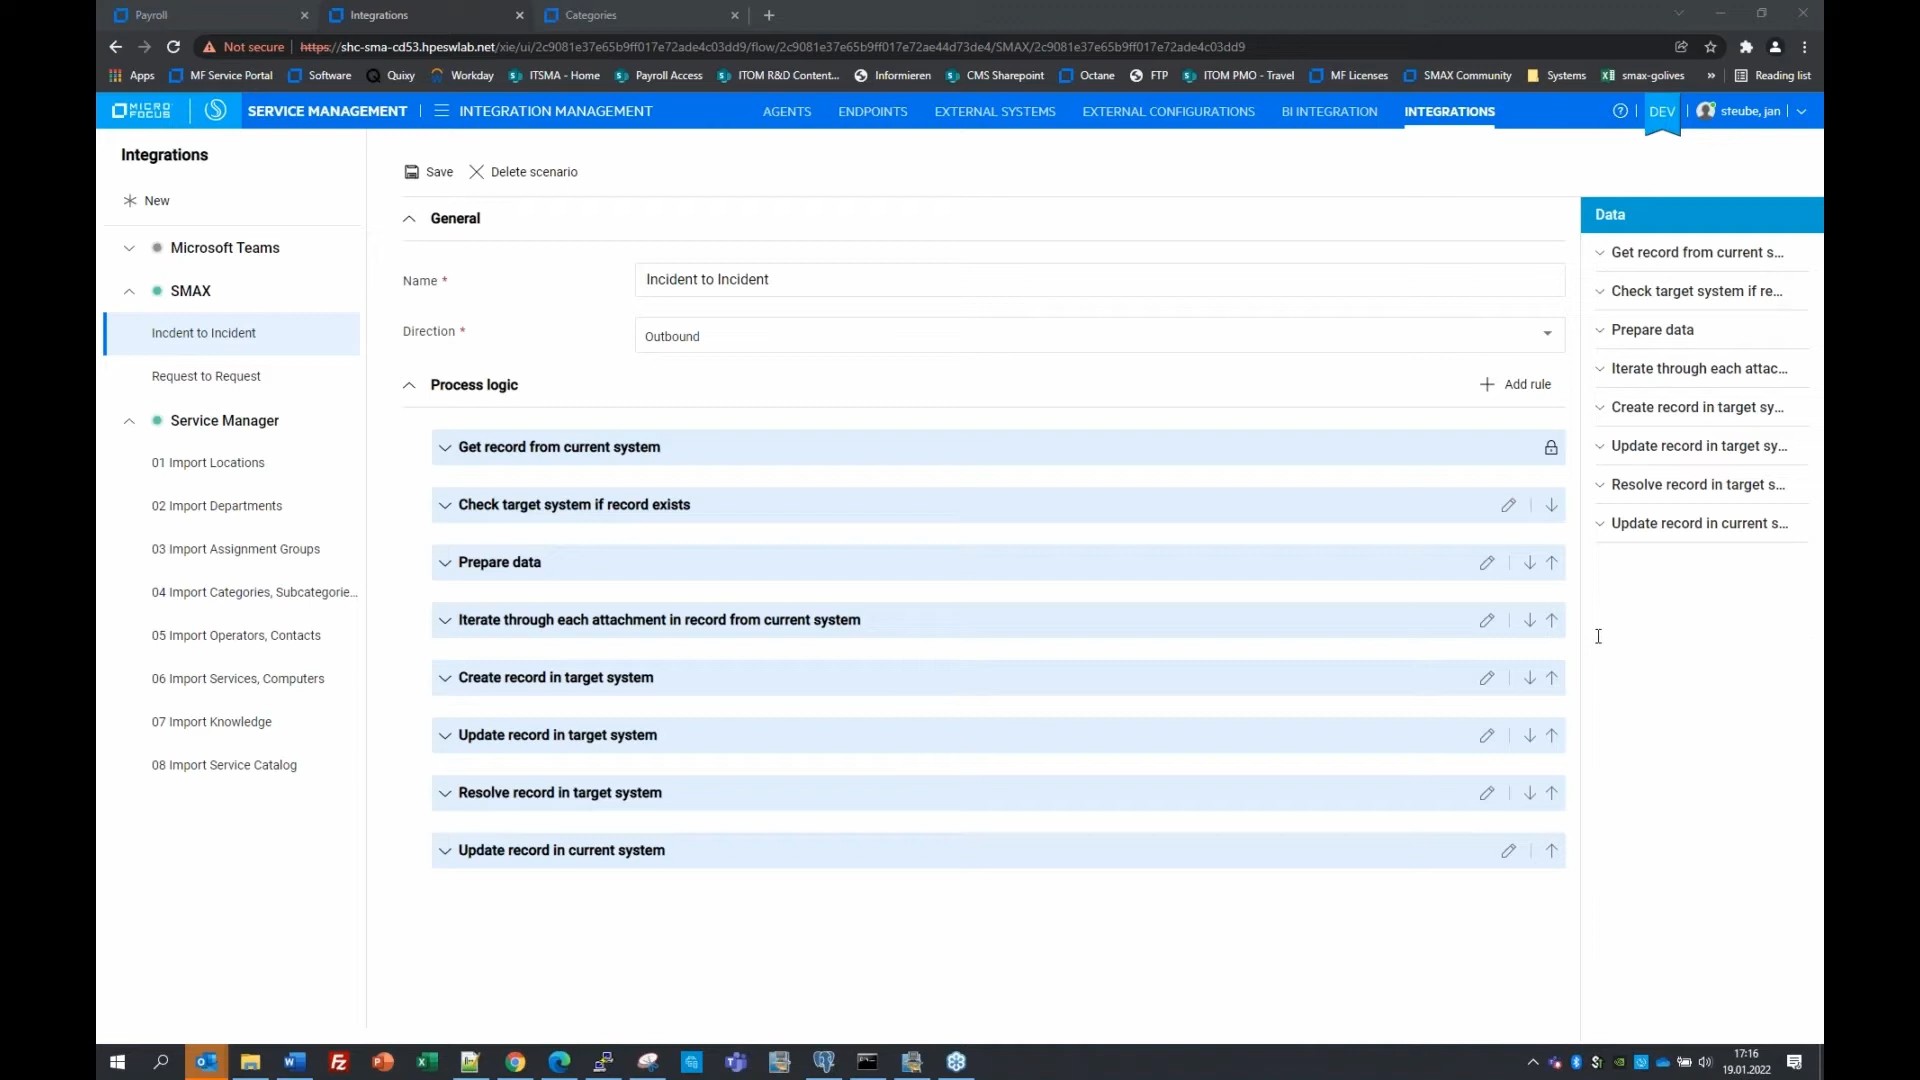 Payroll
Integrations
Categories
Not secure
https://shc-sma-cd53.hpeswlab.net/xie/ui/2c9081e37e65b9ff017e72ade4c03dd9/flow/2c9081e37e65b9ff017e72ae44d73de4/SMAX/2c9081e37e65b9ff017e72ade4c03dd9
Apps
MF Service Portal
Software
Quixy
Workday
ITSMA - Home
Payroll Access
ITOM R&D Content...
Informieren
CMS Sharepoint
Octane
FTP
ITOM PMO - Travel
MF Licenses
SMAX Community
Systems
smax-golives
»
Reading list
MICRO
FOCUS
SERVICE MANAGEMENT
INTEGRATION MANAGEMENT
AGENTS
ENDPOINTS
EXTERNAL SYSTEMS
EXTERNAL CONFIGURATIONS
BI INTEGRATION
INTEGRATIONS
DEV
steube, jan
Integrations
New
Microsoft Teams
SMAX
Incdent to Incident
Request to Request
Service Manager
01 Import Locations
02 Import Departments
03 Import Assignment Groups
04 Import Categories, Subcategorie...
05 Import Operators, Contacts
06 Import Services, Computers
07 Import Knowledge
08 Import Service Catalog
Save
Delete scenario
General
Name *
Incident to Incident
Direction *
Outbound
Process logic
Add rule
Get record from current system
Check target system if record exists
Prepare data
Iterate through each attachment in record from current system
Create record in target system
Update record in target system
Resolve record in target system
Update record in current system
Data
Get record from current s...
Check target system if re...
Prepare data
Iterate through each attac...
Create record in target sy...
Update record in target sy...
Resolve record in target s...
Update record in current s...
17:16
19.01.2022